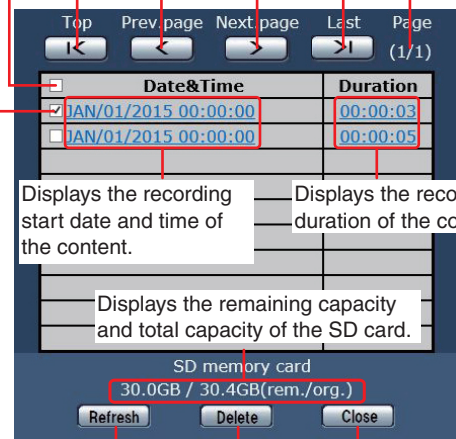 Top Prev.page Next page Last Page
(1/1)
Date&Time Duration
JAN/01/2015 00:00:00 00:00:03
JAN/01/2015 00:00:00 00:00:05
Displays the recording
start date and time of
the content.
Displays the
duration of the
Displays the remaining capacity
and total capacity of the SD card.
SD memory card
30.0GB / 30.4GB(rem./org.)
Refresh Delete Close